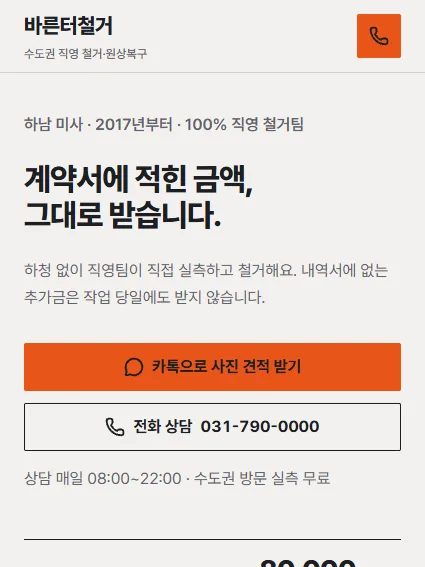 바른터철거
수도권 직영 철거·원상복구
하남 미사 · 2017년부터 · 100% 직영 철거팀
계약서에 적힌 금액,
그대로 받습니다.
하청 없이 직영팀이 직접 실측하고 철거해요. 내역서에 없는
추가금은 작업 당일에도 받지 않습니다.
카톡으로 사진 견적 받기
전화 상담 031-790-0000
상담 매일 08:00~22:00 · 수도권 방문 실측 무료
80,000